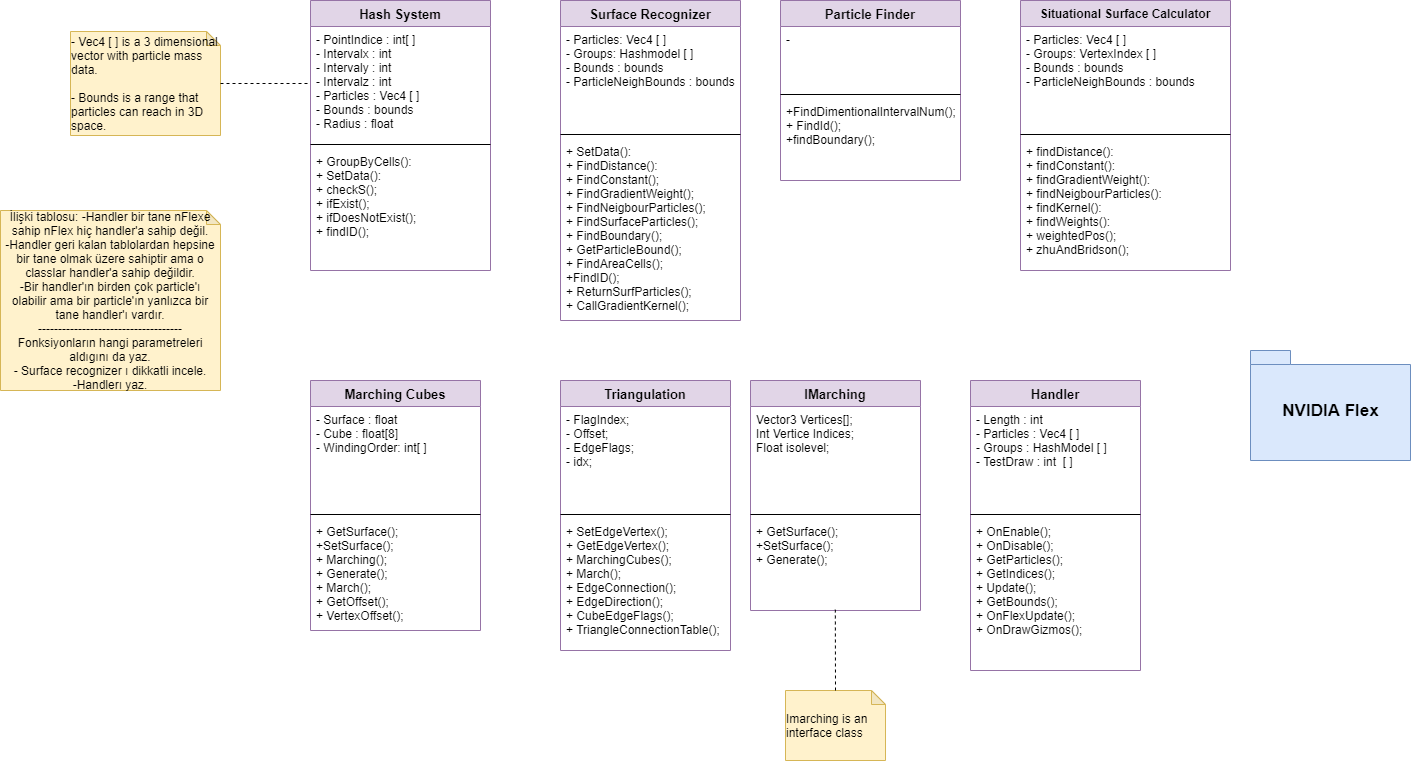 - Vec4 [ ] is a 3 dimensional
vector with particle mass
data.
- Bounds is a range that
particles can reach in 3D
space.
Hash System
- PointIndice : int[ ]
- Intervalx : int
- Intervaly : int
- Intervalz : int
- Particles : Vec4 [ ]
- Bounds : bounds
- Radius : float
+ GroupByCells():
+ SetData():
+ checkS();
+ ifExist();
+ ifDoesNotExist();
+ findID();
Surface Recognizer
- Particles: Vec4 [ ]
- Groups: Hashmodel [ ]
- Bounds : bounds
- ParticleNeighBounds : bounds
+ SetData():
+ FindDistance():
+ FindConstant();
+ FindGradientWeight();
+ FindNeigbourParticles();
+ FindSurfaceParticles();
+ FindBoundary();
+ GetParticleBound();
+ FindAreaCells();
+FindID();
+ ReturnSurfParticles();
+ CallGradientKernel();
Particle Finder
-
+FindDimentionalIntervalNum();
+ FindId();
+findBoundary();
Situational Surface Calculator
- Particles: Vec4 [ ]
- Groups: VertexIndex [ ]
- Bounds : bounds
- ParticleNeighBounds : bounds
+ findDistance():
+ findConstant():
+ findGradientWeight():
+ findNeigbourParticles():
+ findKernel():
+ findWeights():
+ weightedPos();
+ zhuAndBridson();
İlişki tablosu: -Handler bir tane nFlexe
sahip nFlex hiç handler'a sahip değil.
-Handler geri kalan tablolardan hepsine
bir tane olmak üzere sahiptir ama o
classlar handler'a sahip değildir.
-Bir handler'ın birden çok particle'ı
olabilir ama bir particle'ın yanlızca bir
tane handler'ı vardır.
------------------------------------
Fonksiyonların hangi parametreleri
aldıgını da yaz.
- Surface recognizer ı dikkatli incele.
-Handlerı yaz.
Marching Cubes
- Surface : float
- Cube : float[8]
- WindingOrder: int[ ]
+ GetSurface();
+SetSurface();
+ Marching();
+ Generate();
+ March();
+ GetOffset();
+ VertexOffset();
Triangulation
- FlagIndex;
- Offset;
- EdgeFlags;
- idx;
+ SetEdgeVertex();
+ GetEdgeVertex();
+ MarchingCubes();
+ March();
+ EdgeConnection();
+ EdgeDirection();
+ CubeEdgeFlags();
+ TriangleConnectionTable();
IMarching
Vector3 Vertices[];
Int Vertice Indices;
Float isolevel;
+ GetSurface();
+SetSurface();
+ Generate();
Handler
- Length : int
- Particles : Vec4 [ ]
- Groups : HashModel [ ]
- TestDraw : int  [ ]
+ OnEnable();
+ OnDisable();
+ GetParticles();
+ GetIndices();
+ Update();
+ GetBounds();
+ OnFlexUpdate();
+ OnDrawGizmos();
NVIDIA Flex
Imarching is an
interface class